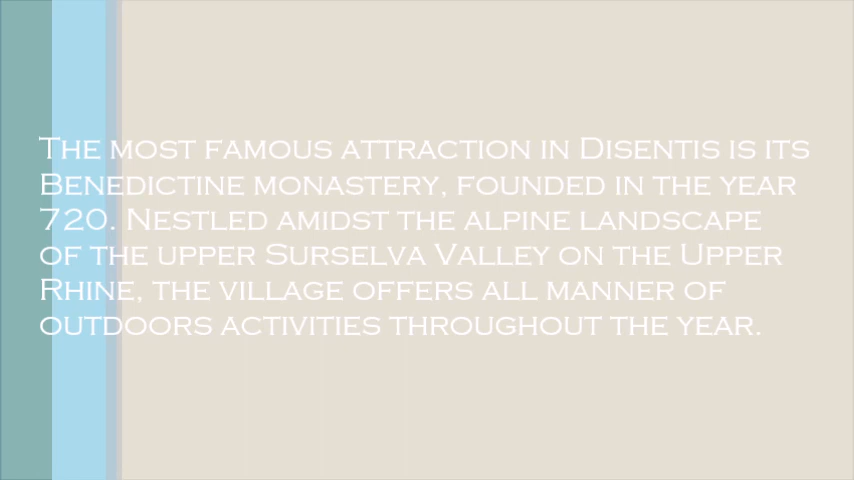 The most famous attraction in Disentis is its
Benedictine monastery, founded in the year
720. Nestled amidst the alpine landscape
of the upper Surselva Valley on the Upper
Rhine, the village offers all manner of
outdoors activities throughout the year.